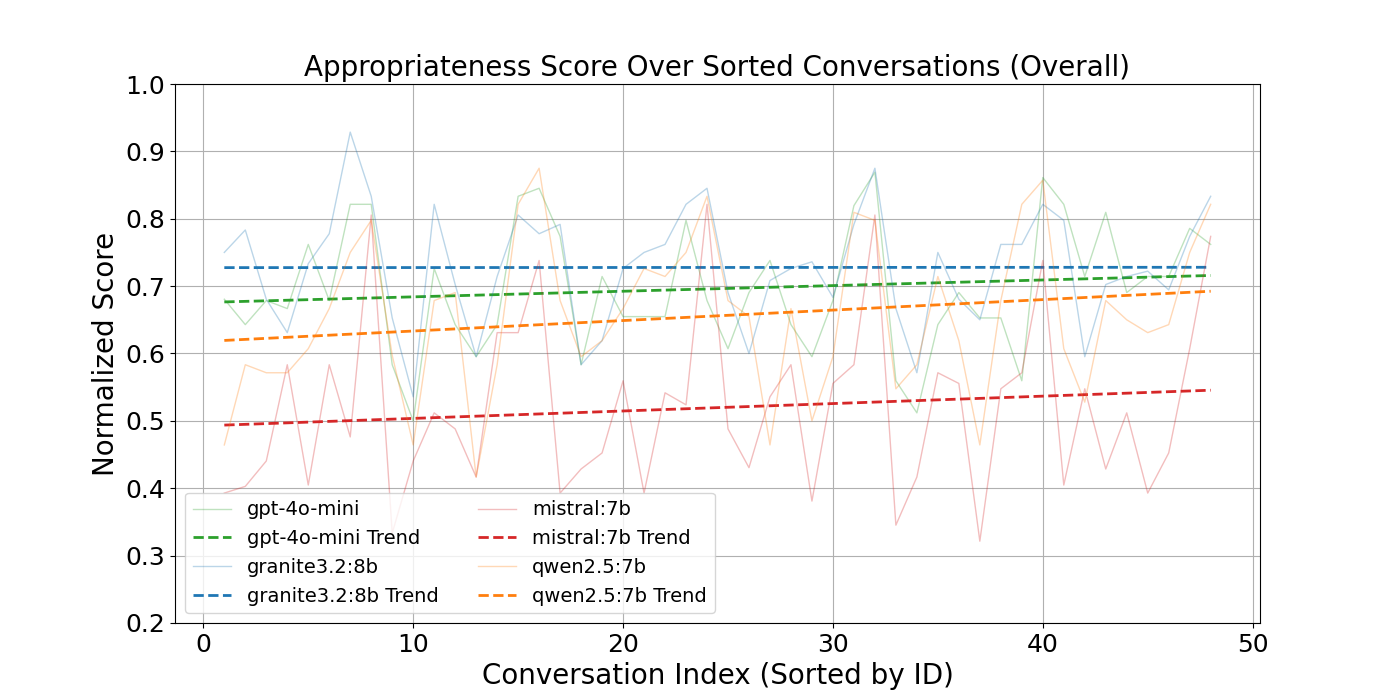 Appropriateness Score Over Sorted Conversations (Overall)
Normalized Score
1.0
0.9
0.8
0.7
0.6
0.5
0.4
0.3
0.2
gpt-4o-mini
gpt-4o-mini Trend
granite3.2:8b
granite3.2:8b Trend
mistral:7b
mistral:7b Trend
qwen2.5:7b
qwen2.5:7b Trend
0 10 20 30 40 50
Conversation Index (Sorted by ID)